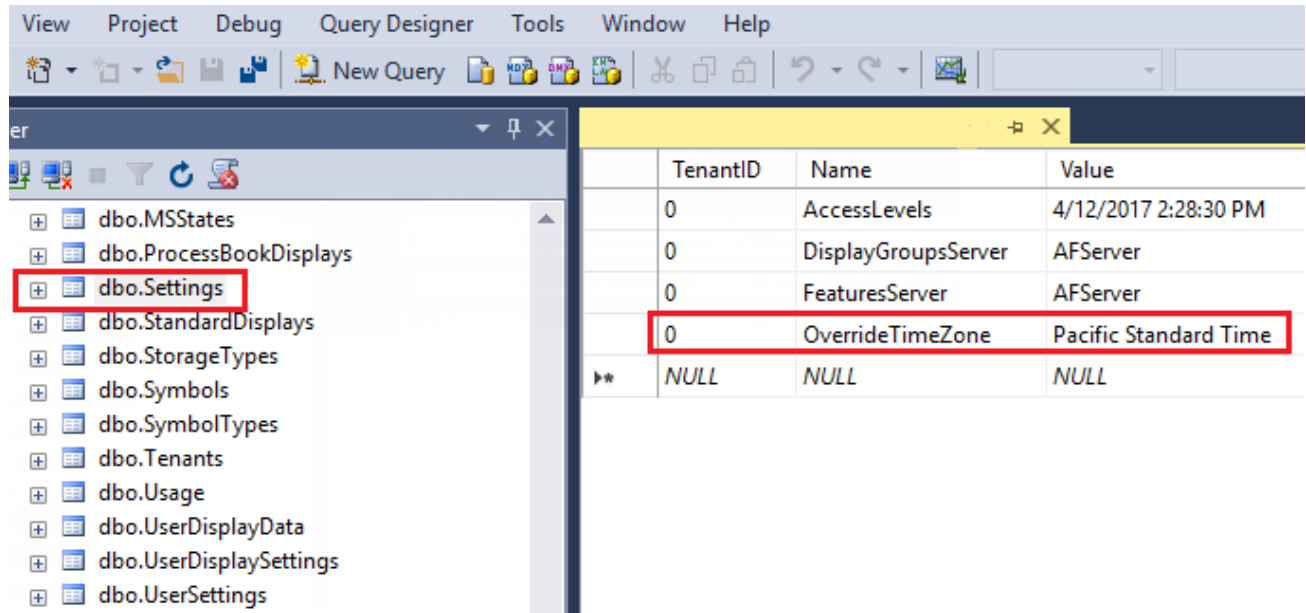 View Project Debug Query Designer Tools Window Help
New Query
er
dbo.MSStates
dbo.ProcessBookDisplays
dbo.Settings
dbo.StandardDisplays
dbo.StorageTypes
dbo.Symbols
dbo.SymbolTypes
dbo.Tenants
dbo.Usage
dbo.UserDisplayData
dbo.UserDisplaySettings
dbo.UserSettings
TenantID Name Value
0 AccessLevels 4/12/2017 2:28:30 PM
0 DisplayGroupsServer AFServer
0 FeaturesServer AFServer
0 OverrideTimeZone Pacific Standard Time
NULL NULL NULL